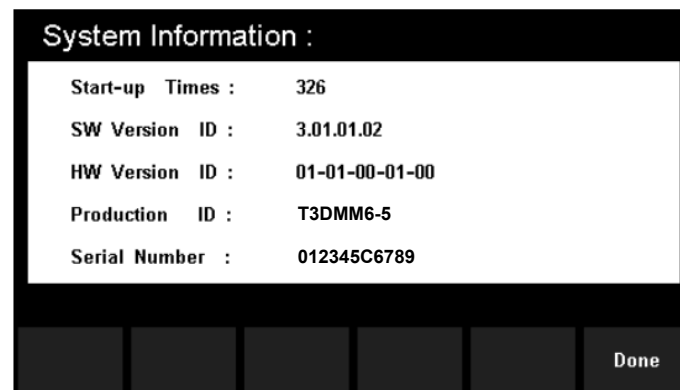 System Information :
Start-up Times : 326
SW Version ID : 3.01.01.02
HW Version ID : 01-01-00-01-00
Production ID : T3DMM6-5
Serial Number : 012345C6789
Done